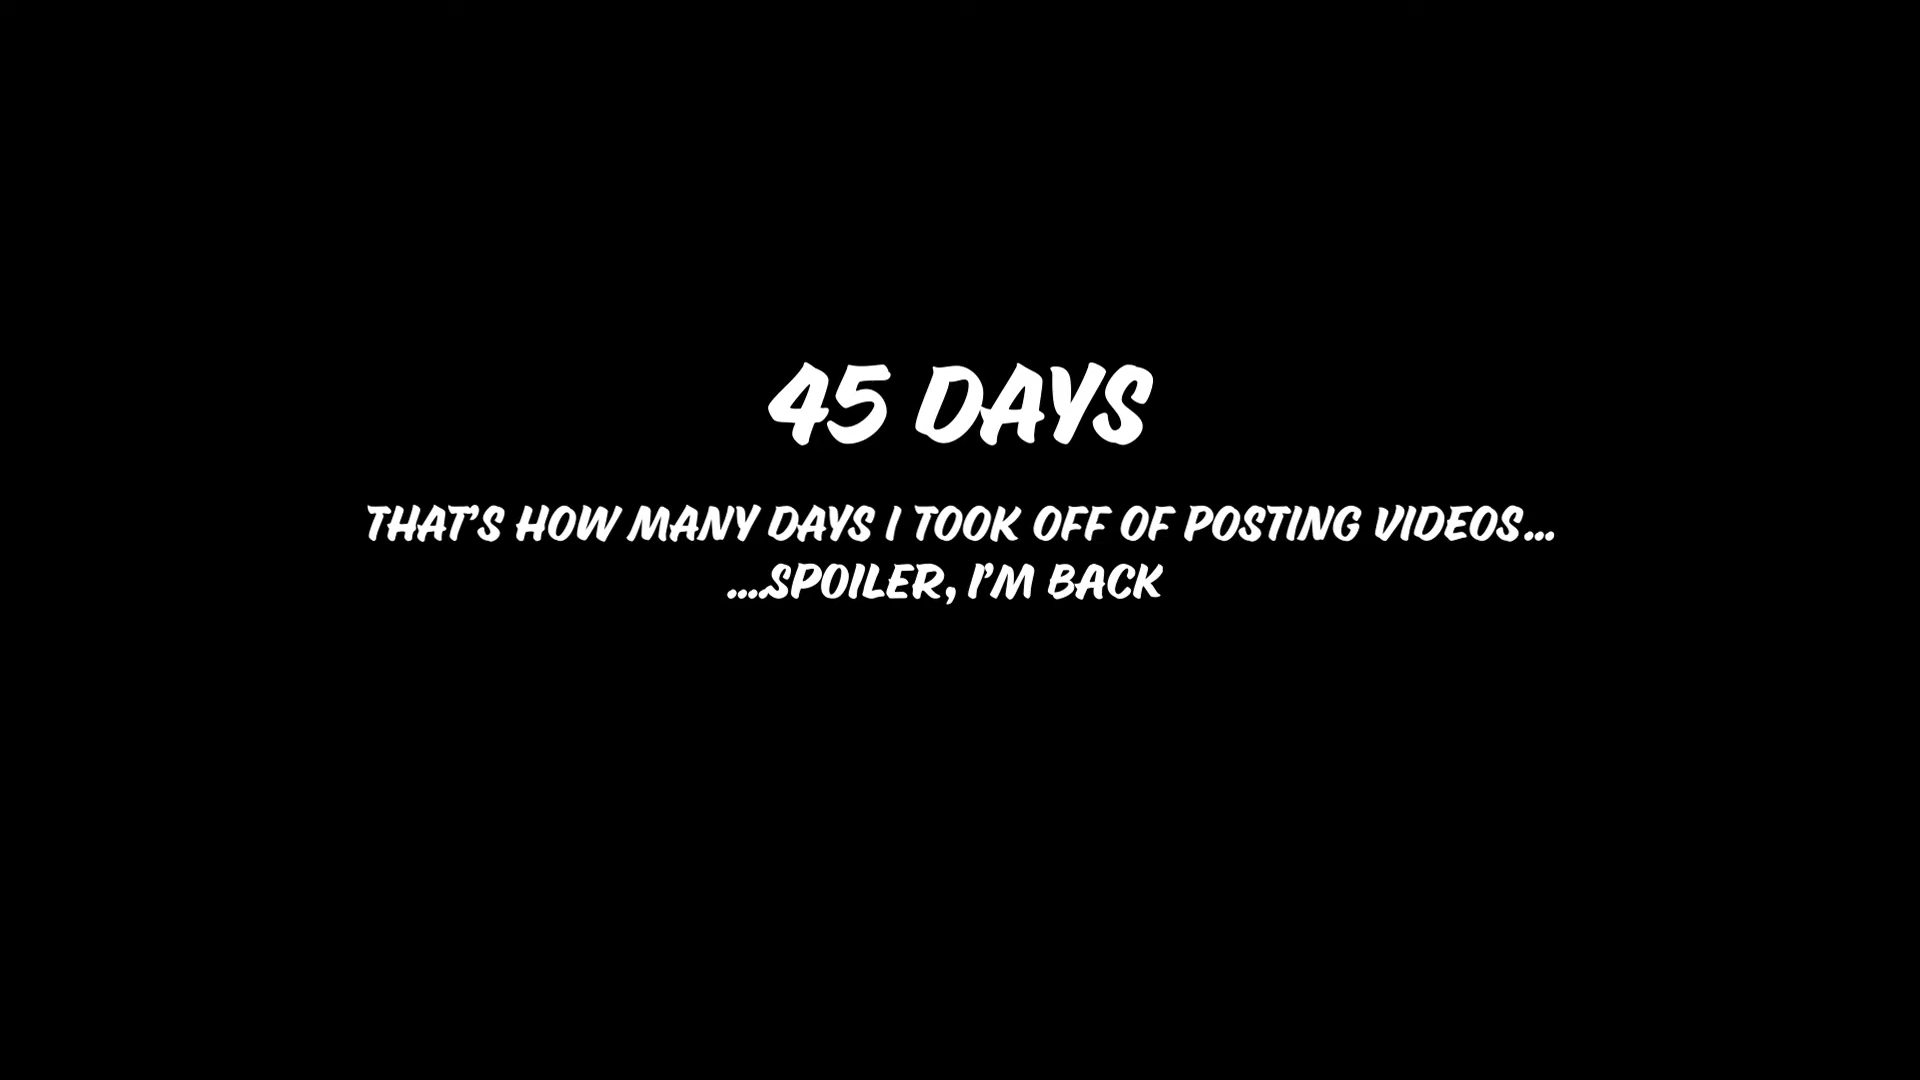 45 DAYS
THAT'S HOW MANY DAYS I TOOK OFF OF POSTING VIDEOS...
....SPOILER, I'M BACK